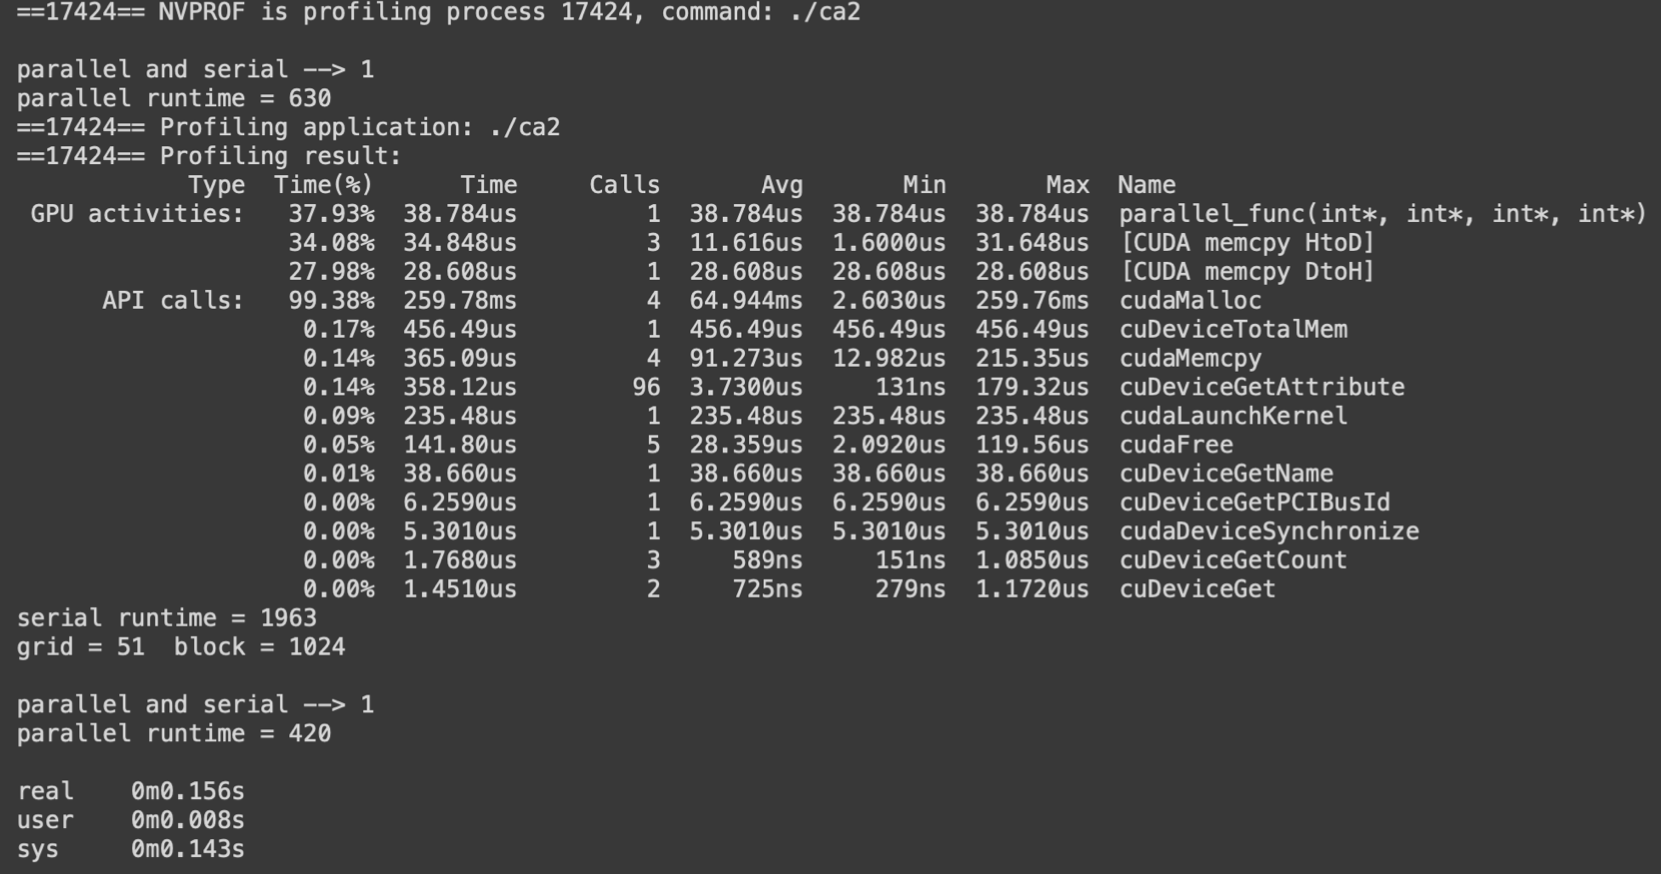 ==17424== NVPROF is profiling process 17424, command: ./ca2
parallel and serial --> 1
parallel runtime = 630
==17424== Profiling application: ./ca2
==17424== Profiling result:
Type Time(%) Time Calls Avg Min Max Name
GPU activities: 37.93% 38.784us 1 38.784us 38.784us 38.784us parallel_func(int*, int*, int*, int*)
34.08% 34.848us 3 11.616us 1.6000us 31.648us [CUDA memcpy HtoD]
27.98% 28.608us 1 28.608us 28.608us 28.608us [CUDA memcpy DtoH]
API calls: 99.38% 259.78ms 4 64.944ms 2.6030us 259.76ms cudaMalloc
0.17% 456.49us 1 456.49us 456.49us 456.49us cuDeviceTotalMem
0.14% 365.09us 4 91.273us 12.982us 215.35us cudaMemcpy
0.14% 358.12us 96 3.7300us 131ns 179.32us cuDeviceGetAttribute
0.09% 235.48us 1 235.48us 235.48us 235.48us cudaLaunchKernel
0.05% 141.80us 5 28.359us 2.0920us 119.56us cudaFree
0.01% 38.660us 1 38.660us 38.660us 38.660us cuDeviceGetName
0.00% 6.2590us 1 6.2590us 6.2590us 6.2590us cuDeviceGetPCIBusId
0.00% 5.3010us 1 5.3010us 5.3010us 5.3010us cudaDeviceSynchronize
0.00% 1.7680us 3 589ns 151ns 1.0850us cuDeviceGetCount
0.00% 1.4510us 2 725ns 279ns 1.1720us cuDeviceGet
serial runtime = 1963
grid = 51 block = 1024
parallel and serial --> 1
parallel runtime = 420
real 0m0.156s
user 0m0.008s
sys 0m0.143s